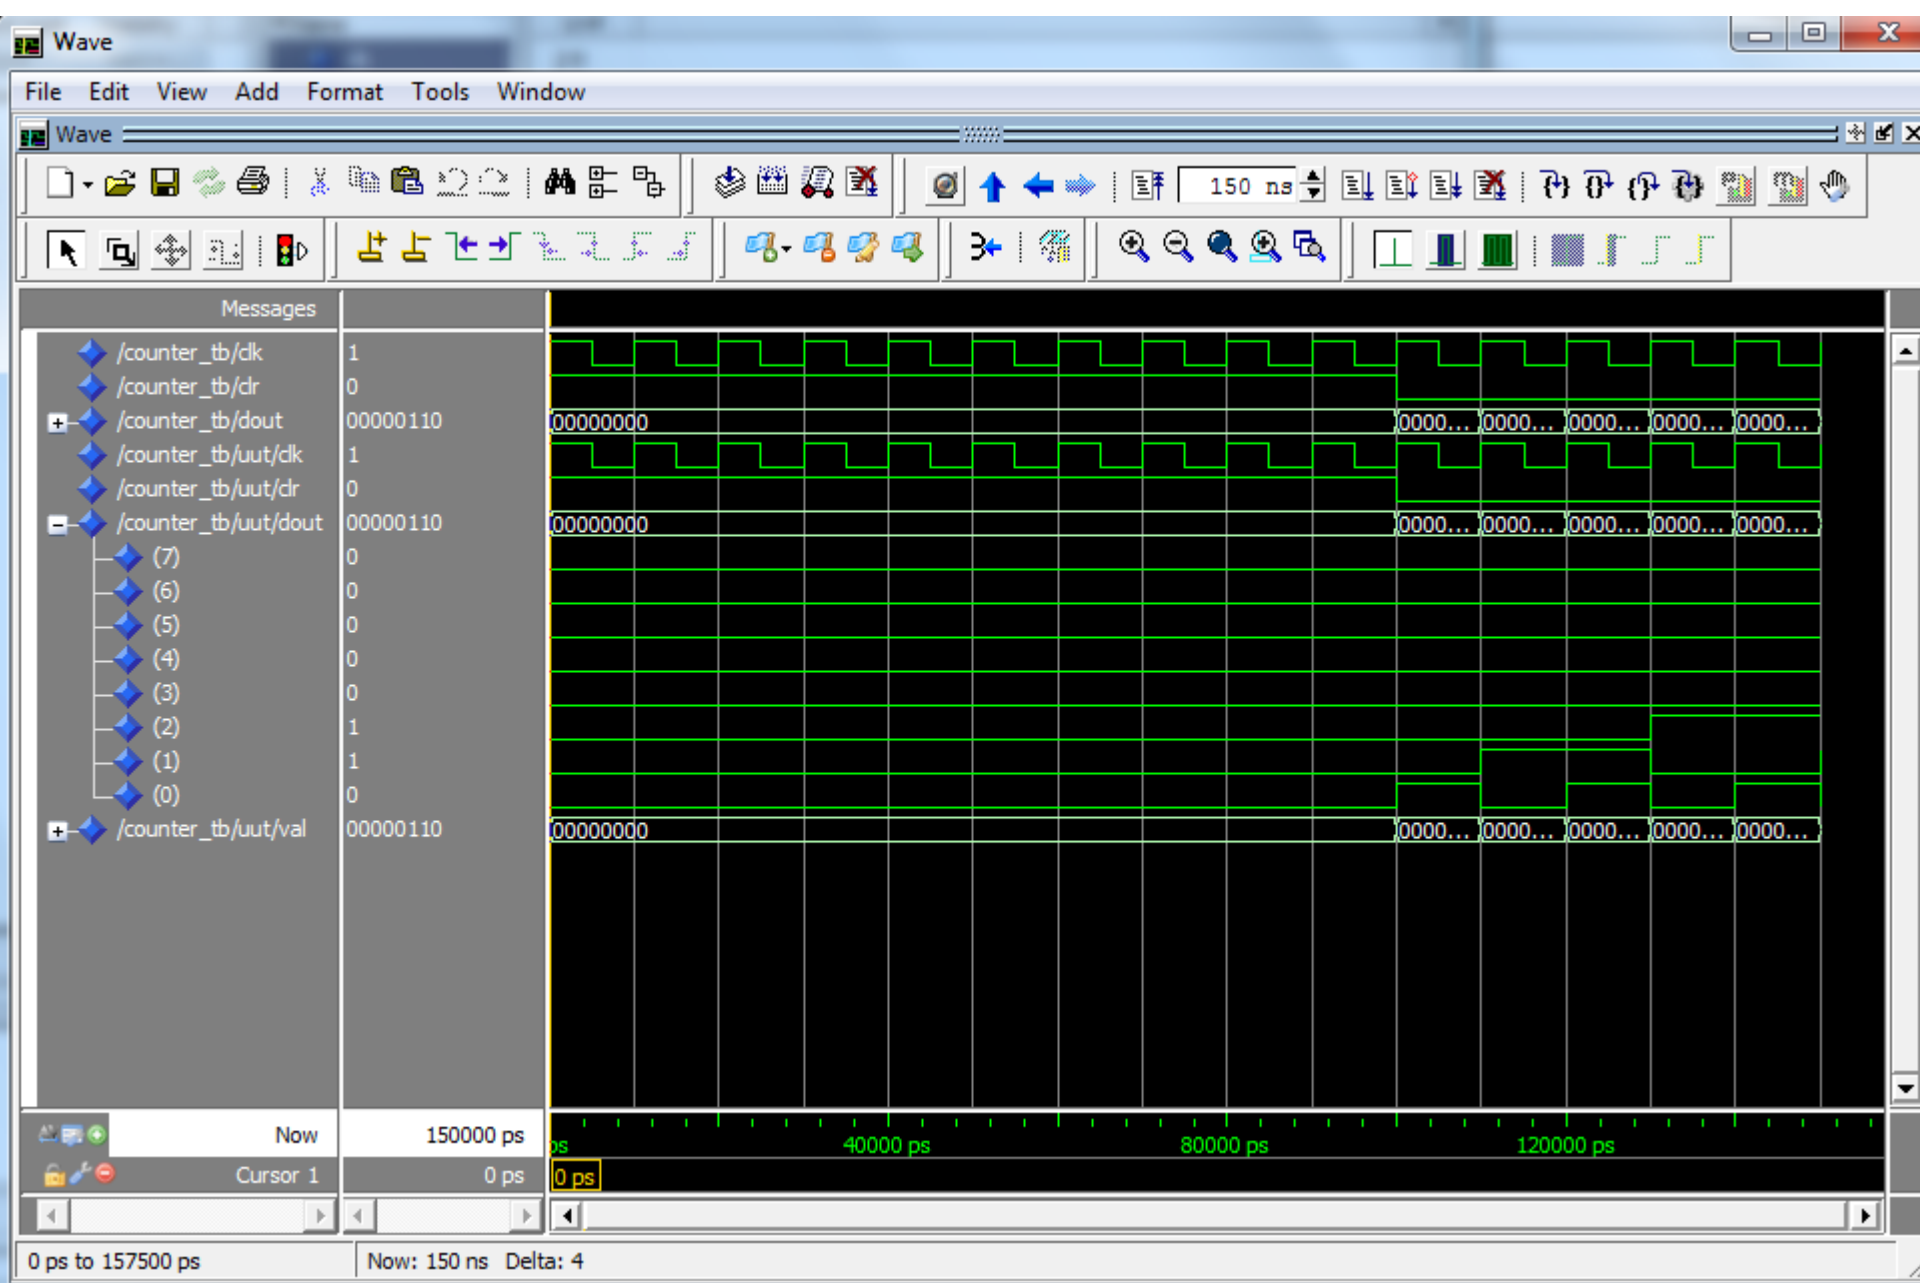 Wave
File Edit View Add Format Tools Window
Wave
150 ns
Messages
/counter_tb/clk 1
/counter_tb/clr 0
/counter_tb/dout 00000110 00000000 0000... 0000... 0000... 0000... 0000...
/counter_tb/uut/clk 1
/counter_tb/uut/clr 0
/counter_tb/uut/dout 00000110 00000000 0000... 0000... 0000... 0000... 0000...
(7) 0
(6) 0
(5) 0
(4) 0
(3) 0
(2) 1
(1) 1
(0) 0
/counter_tb/uut/val 00000110 00000000 0000... 0000... 0000... 0000... 0000...
Now 150000 ps ps 40000 ps 80000 ps 120000 ps
Cursor 1 0 ps 0 ps
0 ps to 157500 ps Now: 150 ns Delta: 4